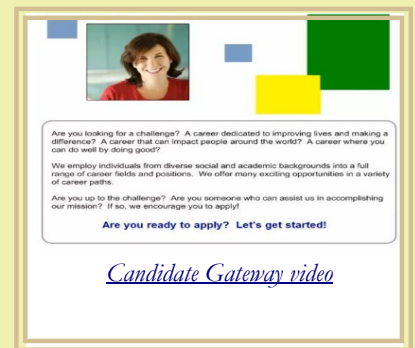 Are you looking for a challenge? A career dedicated to improving lives and making a
difference? A career that can impact people around the world? A career where you
can do well by doing good?
We employ individuals from diverse social and academic backgrounds into a full
range of career fields and positions. We offer many exciting opportunities in a variety
of career paths.
Are you up to the challenge? Are you someone who can assist us in accomplishing
our mission? If so, we encourage you to apply!
Are you ready to apply? Let's get started!
Candidate Gateway video